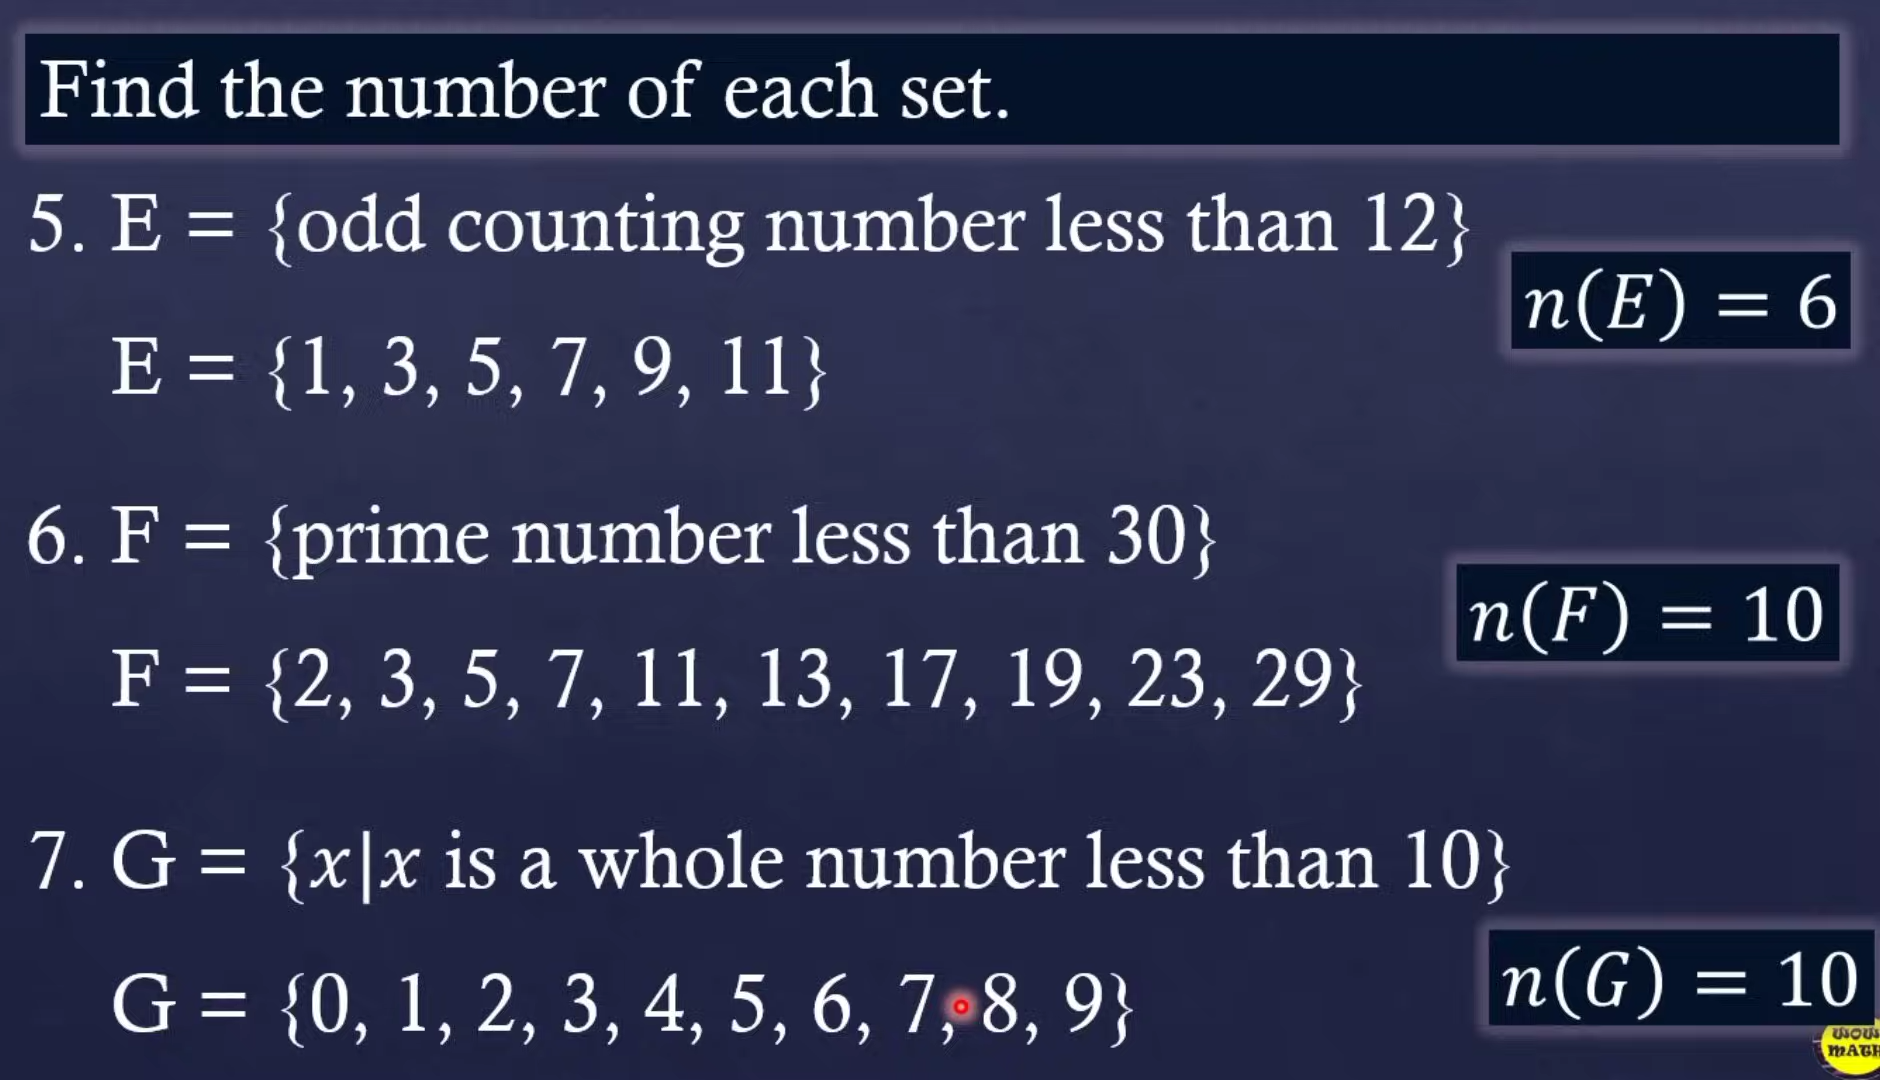 Find the number of each set.
5. E = {odd counting number less than 12}
n(E) = 6
E = {1, 3, 5, 7, 9, 11}
6. F = {prime number less than 30}
n(F) = 10
F = {2, 3, 5, 7, 11, 13, 17, 19, 23, 29}
7. G = {x|x is a whole number less than 10}
n(G) = 10
G = {0, 1, 2, 3, 4, 5, 6, 7, 8, 9}
WOW
MATH